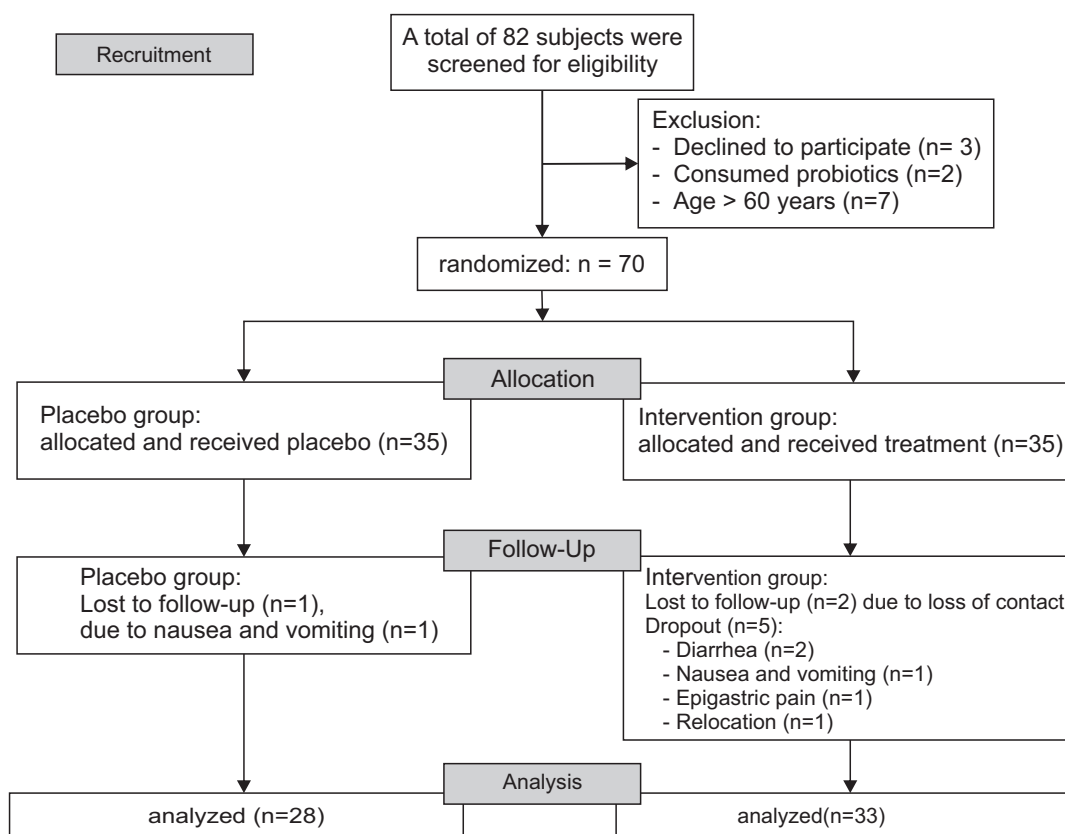 Recruitment
A total of 82 subjects were
screened for eligibility
Exclusion:
- Declined to participate (n= 3)
- Consumed probiotics (n=2)
- Age > 60 years (n=7)
randomized: n = 70
Allocation
Placebo group:
allocated and received placebo (n=35)
Intervention group:
allocated and received treatment (n=35)
Follow-Up
Placebo group:
Lost to follow-up (n=1),
due to nausea and vomiting (n=1)
Intervention group:
Lost to follow-up (n=2) due to loss of contact
Dropout (n=5):
- Diarrhea (n=2)
- Nausea and vomiting (n=1)
- Epigastric pain (n=1)
- Relocation (n=1)
Analysis
analyzed (n=28)
analyzed(n=33)